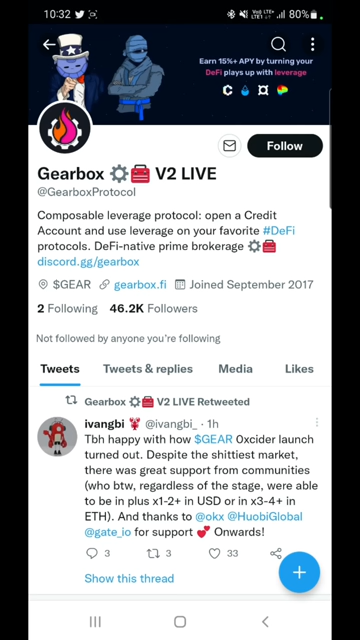 10:32
80%
Earn 15%+ APY by turning your
DeFi plays up with leverage
Follow
Gearbox ⚙️🧰 V2 LIVE
@GearboxProtocol
Composable leverage protocol: open a Credit
Account and use leverage on your favorite #DeFi
protocols. DeFi-native prime brokerage ⚙️🧰
discord.gg/gearbox
$GEAR gearbox.fi Joined September 2017
2 Following 46.2K Followers
Not followed by anyone you're following
Tweets Tweets & replies Media Likes
Gearbox ⚙️🧰 V2 LIVE Retweeted
ivangbi 🦞 @ivangbi_ · 1h
Tbh happy with how $GEAR 0xcider launch
turned out. Despite the shittiest market,
there was great support from communities
(who btw, regardless of the stage, were able
to be in plus x1-2+ in USD or in x3-4+ in
ETH). And thanks to @okx @HuobiGlobal
@gate_io for support 💞 Onwards!
3 3 33
Show this thread